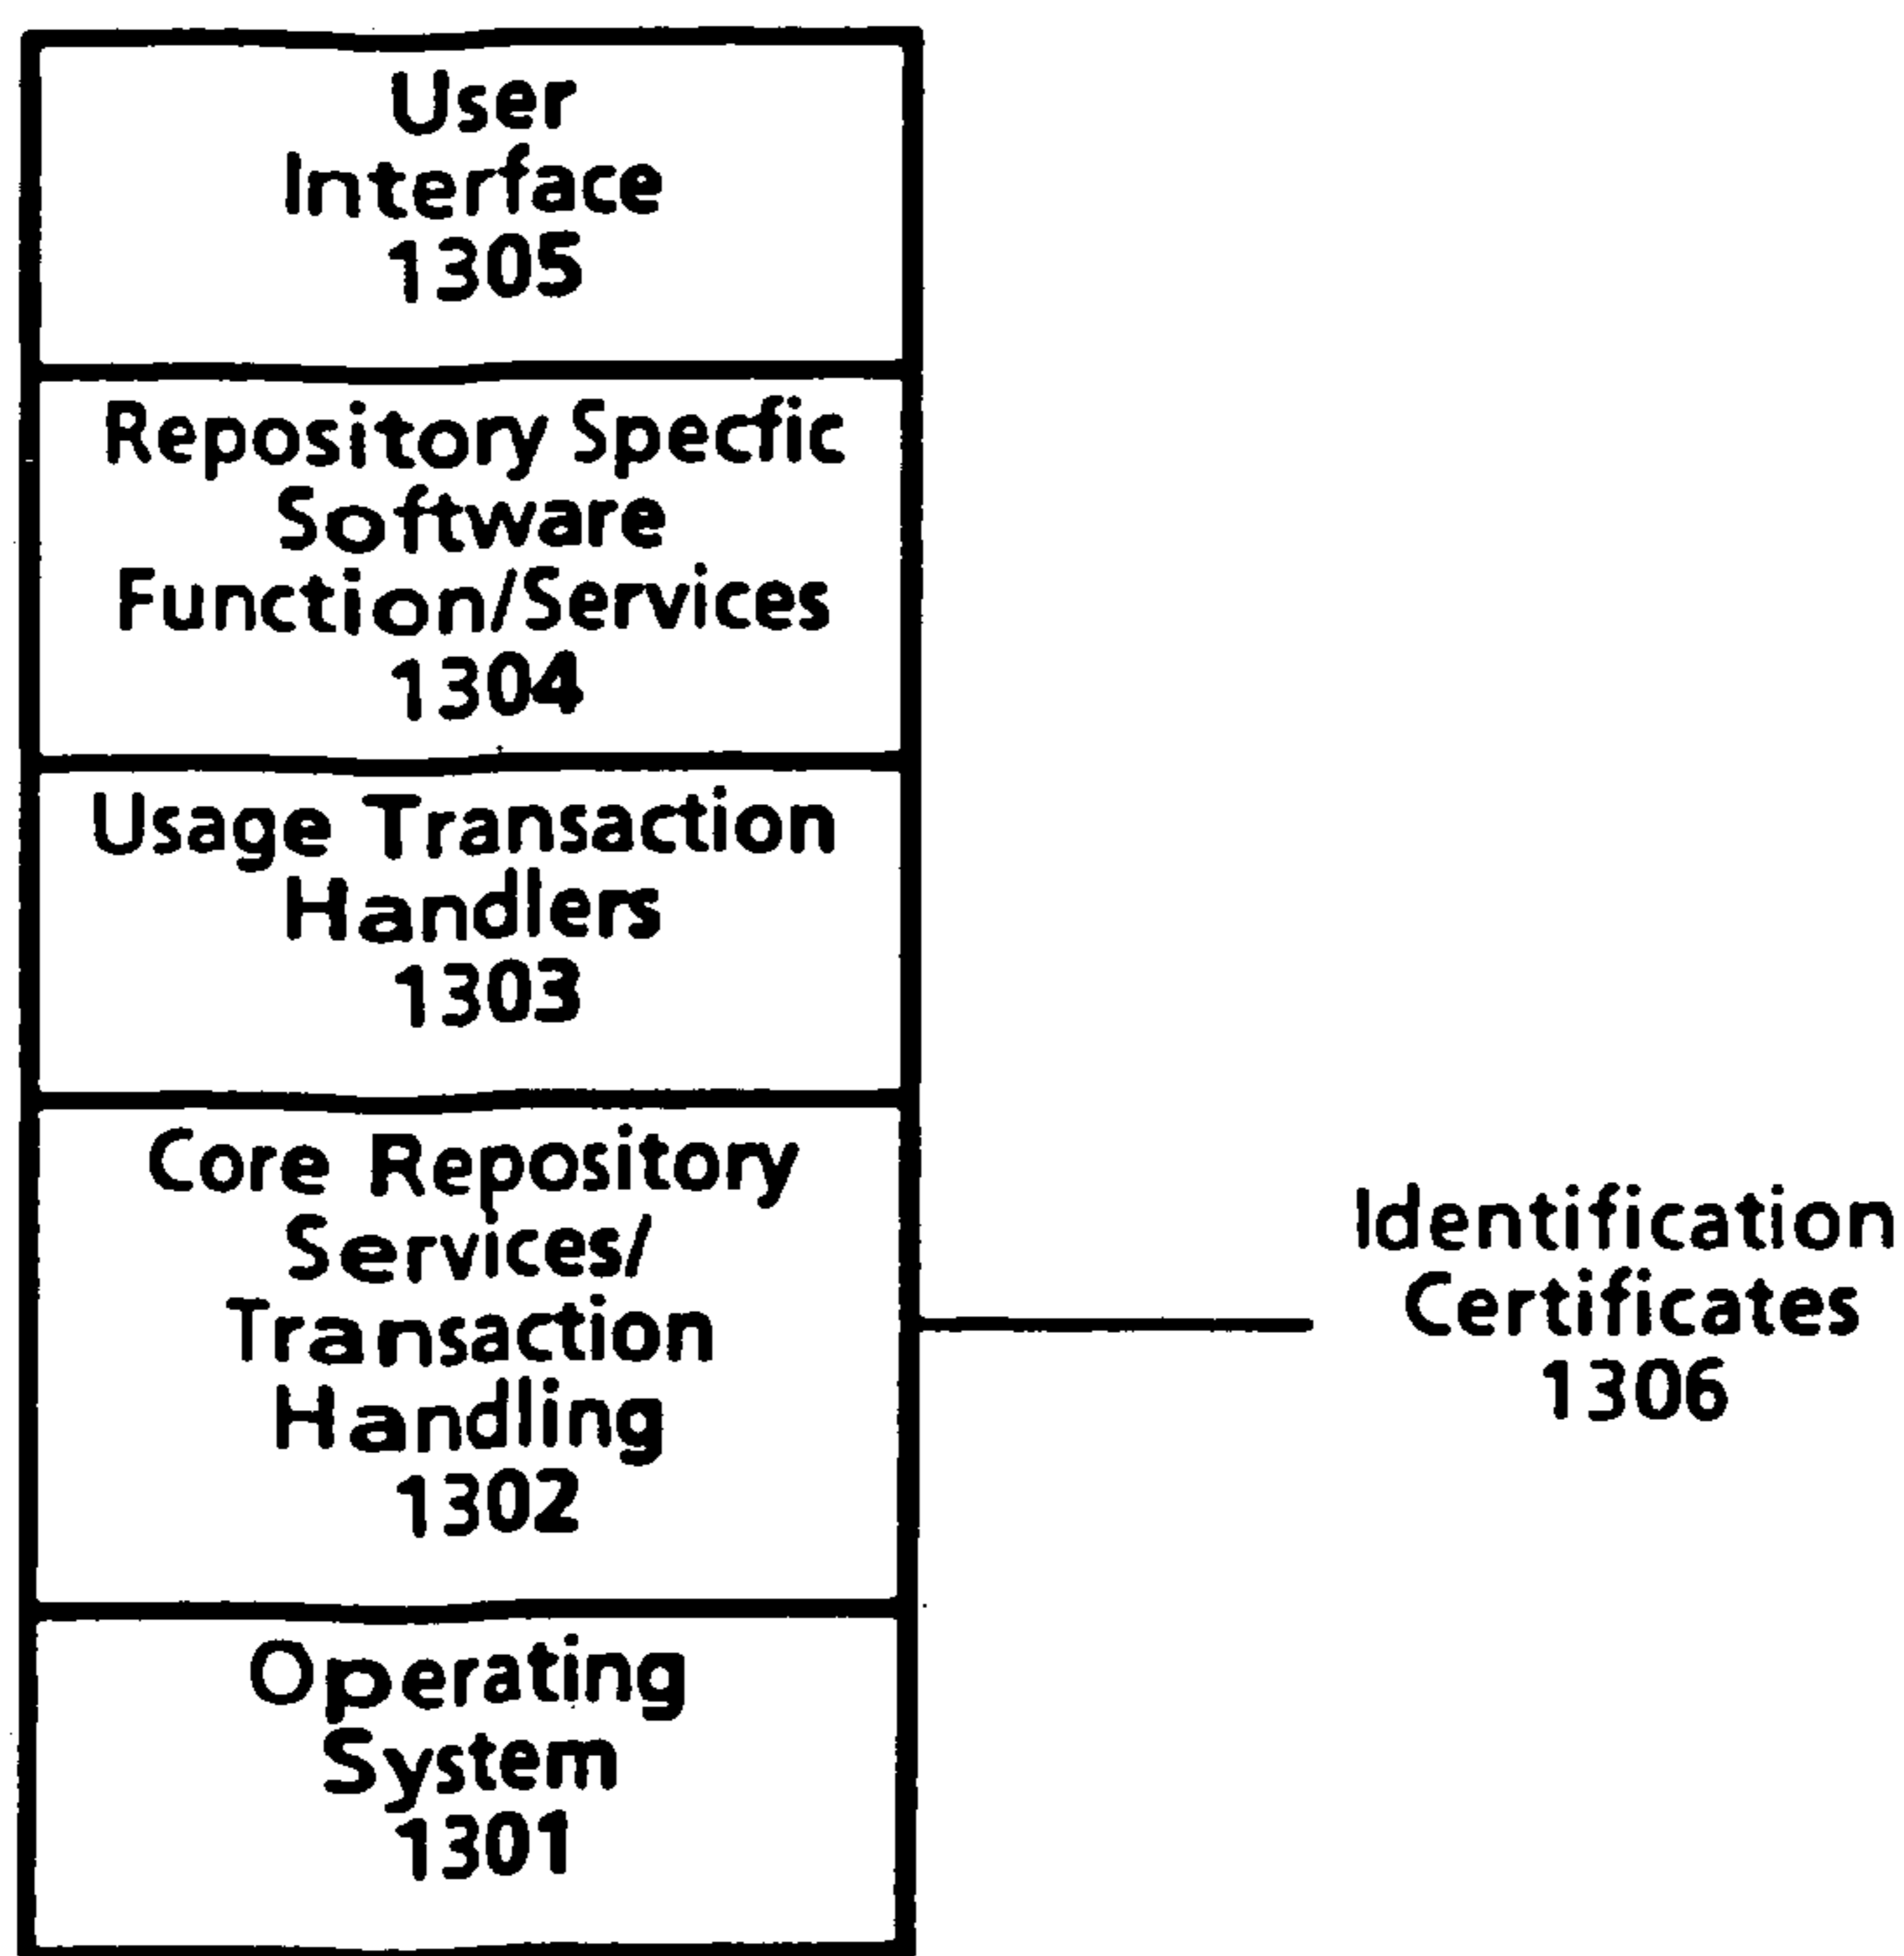 User
Interface
1305
Repository Specfic
Software
Function/Services
1304
Usage Transaction
Handlers
1303
Core Repository
Services/
Transaction
Handling
1302
Identification
Certificates
1306
Operating
System
1301